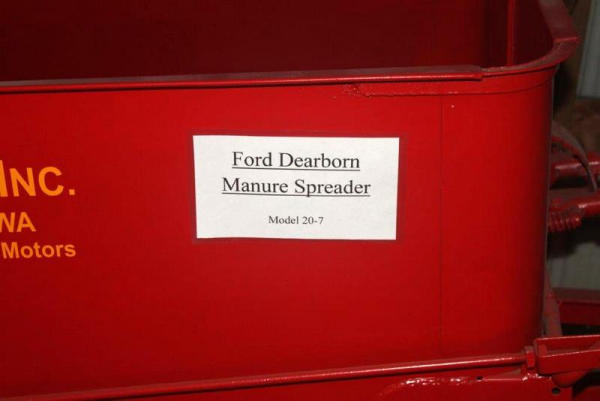 Ford Dearborn
Manure Spreader
Model 20-7
INC.
WA
Motors